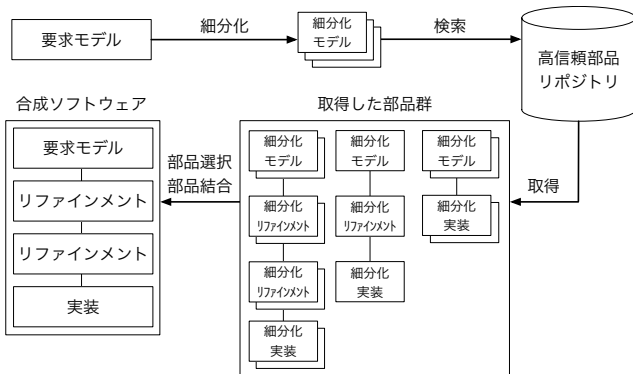 要求モデル
細分化
細分化
モデル
検索
高信頼部品
リポジトリ
合成ソフトウェア
要求モデル
リファインメント
リファインメント
実装
部品選択
部品結合
取得した部品群
細分化
モデル
細分化
リファインメント
細分化
リファインメント
細分化
実装
細分化
モデル
細分化
リファインメント
細分化
実装
細分化
モデル
細分化
実装
取得